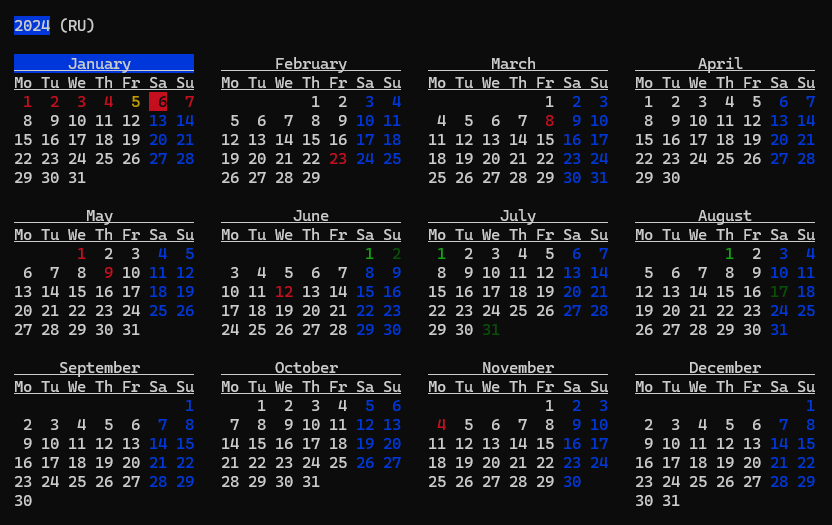 2024 (RU)
January February March April
Mo Tu We Th Fr Sa Su Mo Tu We Th Fr Sa Su Mo Tu We Th Fr Sa Su Mo Tu We Th Fr Sa Su
1 2 3 4 5 6 7 1 2 3 4 1 2 3 1 2 3 4 5 6 7
8 9 10 11 12 13 14 5 6 7 8 9 10 11 4 5 6 7 8 9 10 8 9 10 11 12 13 14
15 16 17 18 19 20 21 12 13 14 15 16 17 18 11 12 13 14 15 16 17 15 16 17 18 19 20 21
22 23 24 25 26 27 28 19 20 21 22 23 24 25 18 19 20 21 22 23 24 22 23 24 25 26 27 28
29 30 31 26 27 28 29 25 26 27 28 29 30 31 29 30
May June July August
Mo Tu We Th Fr Sa Su Mo Tu We Th Fr Sa Su Mo Tu We Th Fr Sa Su Mo Tu We Th Fr Sa Su
1 2 3 4 5 1 2 1 2 3 4 5 6 7 1 2 3 4
6 7 8 9 10 11 12 3 4 5 6 7 8 9 8 9 10 11 12 13 14 5 6 7 8 9 10 11
13 14 15 16 17 18 19 10 11 12 13 14 15 16 15 16 17 18 19 20 21 12 13 14 15 16 17 18
20 21 22 23 24 25 26 17 18 19 20 21 22 23 22 23 24 25 26 27 28 19 20 21 22 23 24 25
27 28 29 30 31 24 25 26 27 28 29 30 29 30 31 26 27 28 29 30 31
September October November December
Mo Tu We Th Fr Sa Su Mo Tu We Th Fr Sa Su Mo Tu We Th Fr Sa Su Mo Tu We Th Fr Sa Su
1 1 2 3 4 5 6 1 2 3 1
2 3 4 5 6 7 8 7 8 9 10 11 12 13 4 5 6 7 8 9 10 2 3 4 5 6 7 8
9 10 11 12 13 14 15 14 15 16 17 18 19 20 11 12 13 14 15 16 17 9 10 11 12 13 14 15
16 17 18 19 20 21 22 21 22 23 24 25 26 27 18 19 20 21 22 23 24 16 17 18 19 20 21 22
23 24 25 26 27 28 29 28 29 30 31 25 26 27 28 29 30 23 24 25 26 27 28 29
30 30 31